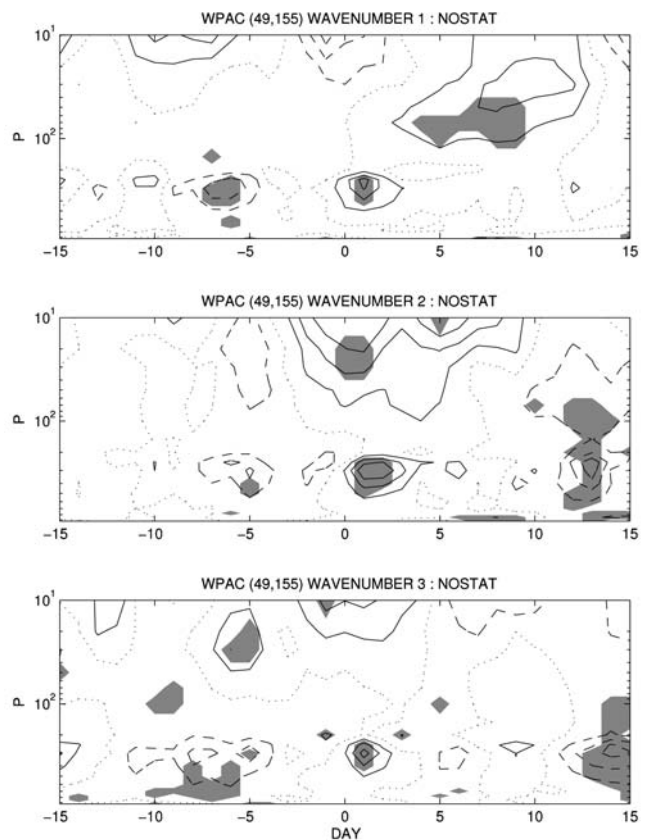 WPAC (49,155) WAVENUMBER 1 : NOSTAT
10¹
P
10²
−15 −10 −5 0 5 10 15
WPAC (49,155) WAVENUMBER 2 : NOSTAT
10¹
P
10²
−15 −10 −5 0 5 10 15
WPAC (49,155) WAVENUMBER 3 : NOSTAT
10¹
P
10²
−15 −10 −5 0 5 10 15
DAY